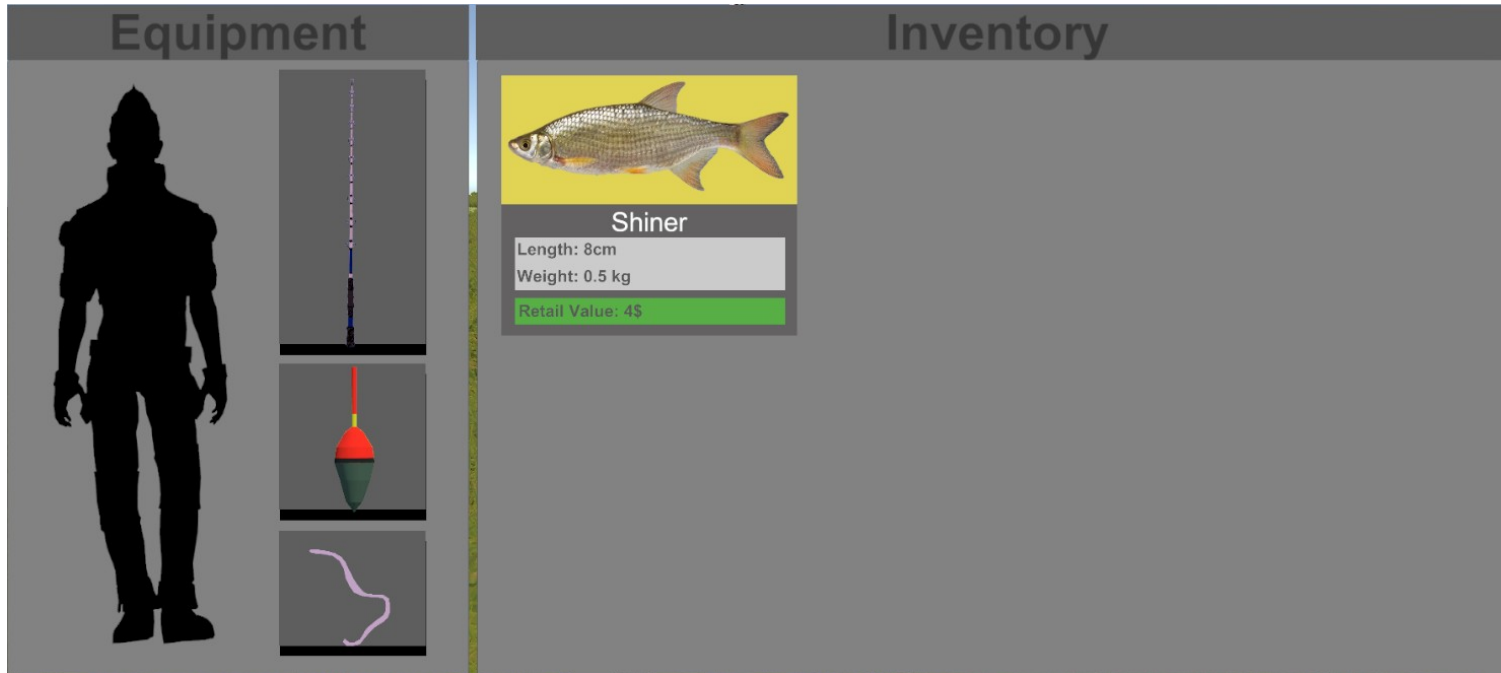 Equipment
Inventory
Shiner
Length: 8cm
Weight: 0.5 kg
Retail Value: 4$